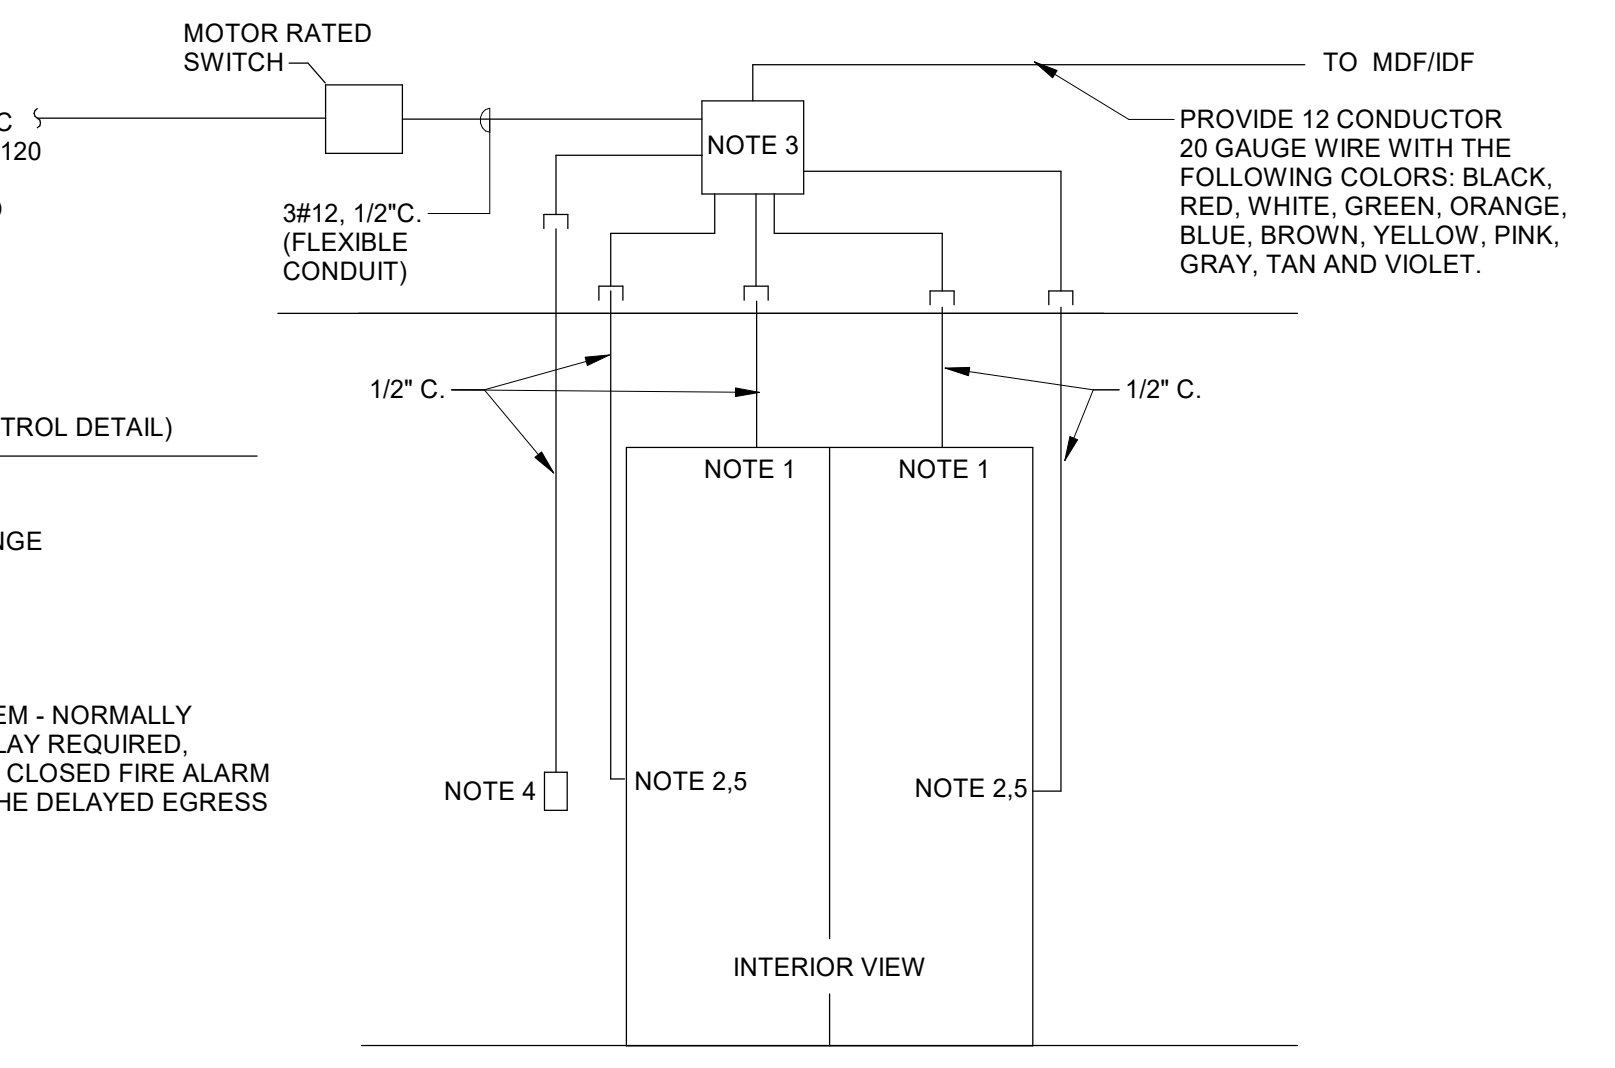 MOTOR RATED
SWITCH
TO MDF/IDF
C
120
NOTE 3
PROVIDE 12 CONDUCTOR
20 GAUGE WIRE WITH THE
FOLLOWING COLORS: BLACK,
RED, WHITE, GREEN, ORANGE,
BLUE, BROWN, YELLOW, PINK,
GRAY, TAN AND VIOLET.
3#12, 1/2"C.
(FLEXIBLE
CONDUIT)
1/2" C.
1/2" C.
TROL DETAIL)
NOTE 1
NOTE 1
NGE
EM - NORMALLY
LAY REQUIRED,
CLOSED FIRE ALARM
HE DELAYED EGRESS
NOTE 4
NOTE 2,5
NOTE 2,5
INTERIOR VIEW